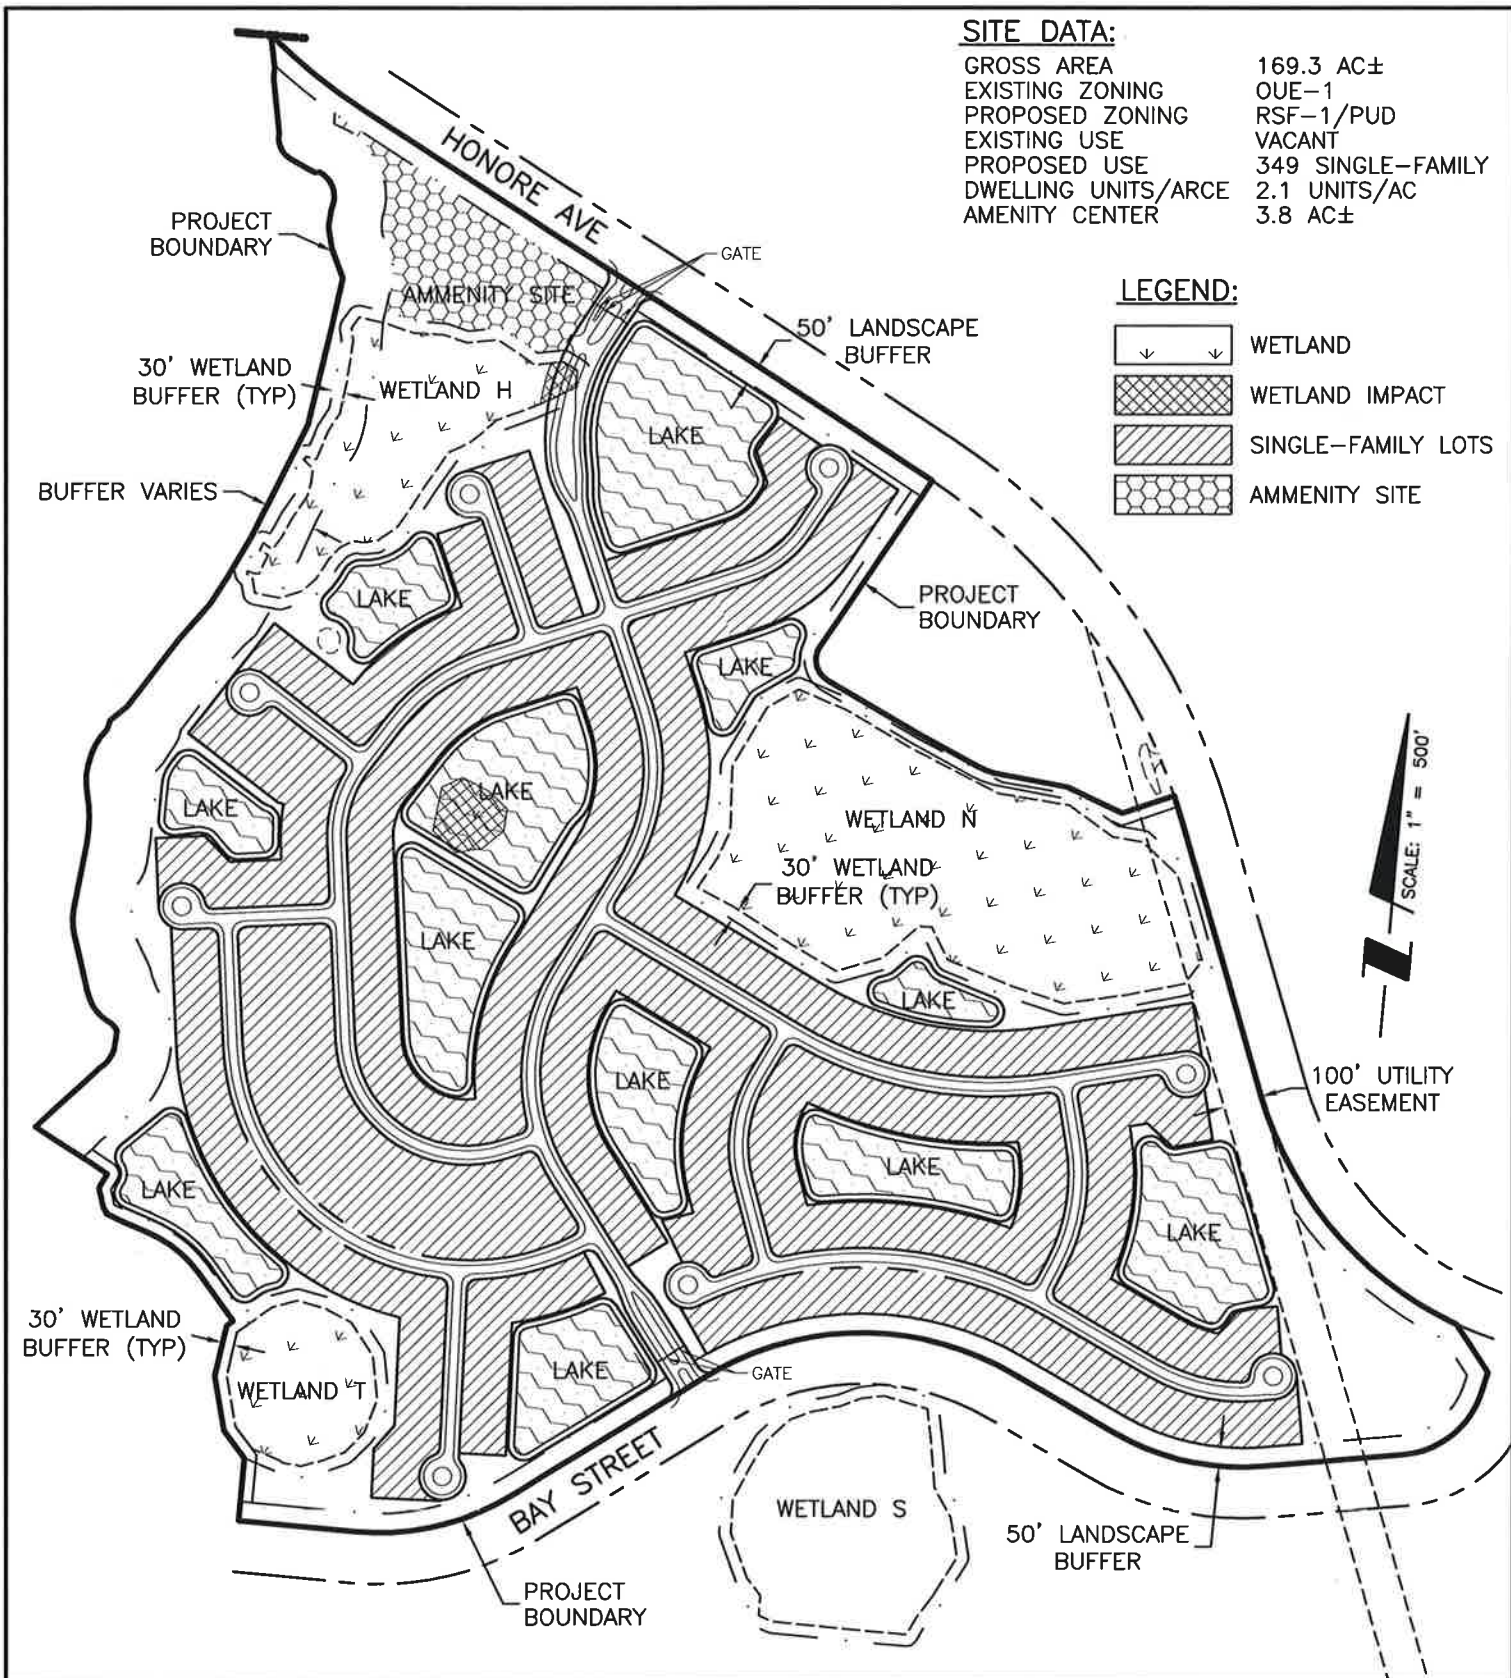 SITE DATA:
GROSS AREA 169.3 AC±
EXISTING ZONING OUE-1
PROPOSED ZONING RSF-1/PUD
EXISTING USE VACANT
PROPOSED USE 349 SINGLE-FAMILY
DWELLING UNITS/ARCE 2.1 UNITS/AC
AMENITY CENTER 3.8 AC±
LEGEND:
WETLAND
WETLAND IMPACT
SINGLE-FAMILY LOTS
AMMENITY SITE
HONORE AVE
PROJECT
BOUNDARY
GATE
AMMENITY SITE
50' LANDSCAPE
BUFFER
30' WETLAND
BUFFER (TYP)
WETLAND H
LAKE
BUFFER VARIES
LAKE
PROJECT
BOUNDARY
LAKE
LAKE
LAKE
WETLAND N
30' WETLAND
BUFFER (TYP)
SCALE: 1" = 500'
LAKE
LAKE
N
LAKE
100' UTILITY
EASEMENT
LAKE
LAKE
LAKE
30' WETLAND
BUFFER (TYP)
WETLAND T
LAKE
GATE
BAY STREET
WETLAND S
50' LANDSCAPE
BUFFER
PROJECT
BOUNDARY